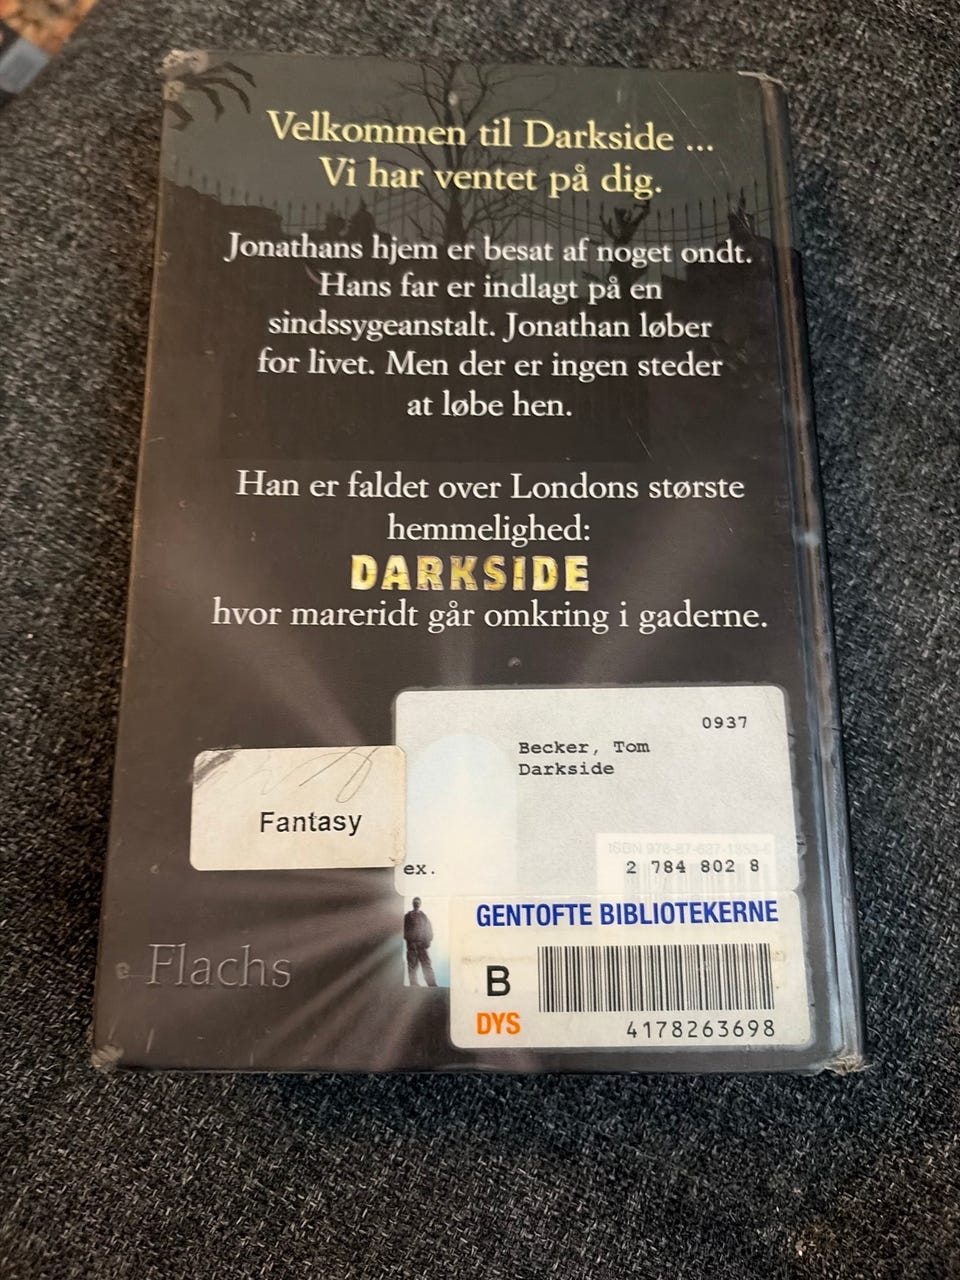 Velkommen til Darkside ...
Vi har ventet på dig.
Jonathans hjem er besat af noget ondt.
Hans far er indlagt på en
sindssygeanstalt. Jonathan løber
for livet. Men der er ingen steder
at løbe hen.
Han er faldet over Londons største
hemmelighed:
DARKSIDE
hvor mareridt går omkring i gaderne.
0937
Becker, Tom
Darkside
Fantasy
ex.
2 784 802 8
GENTOFTE BIBLIOTEKERNE
B
DYS
4178263698
Flachs